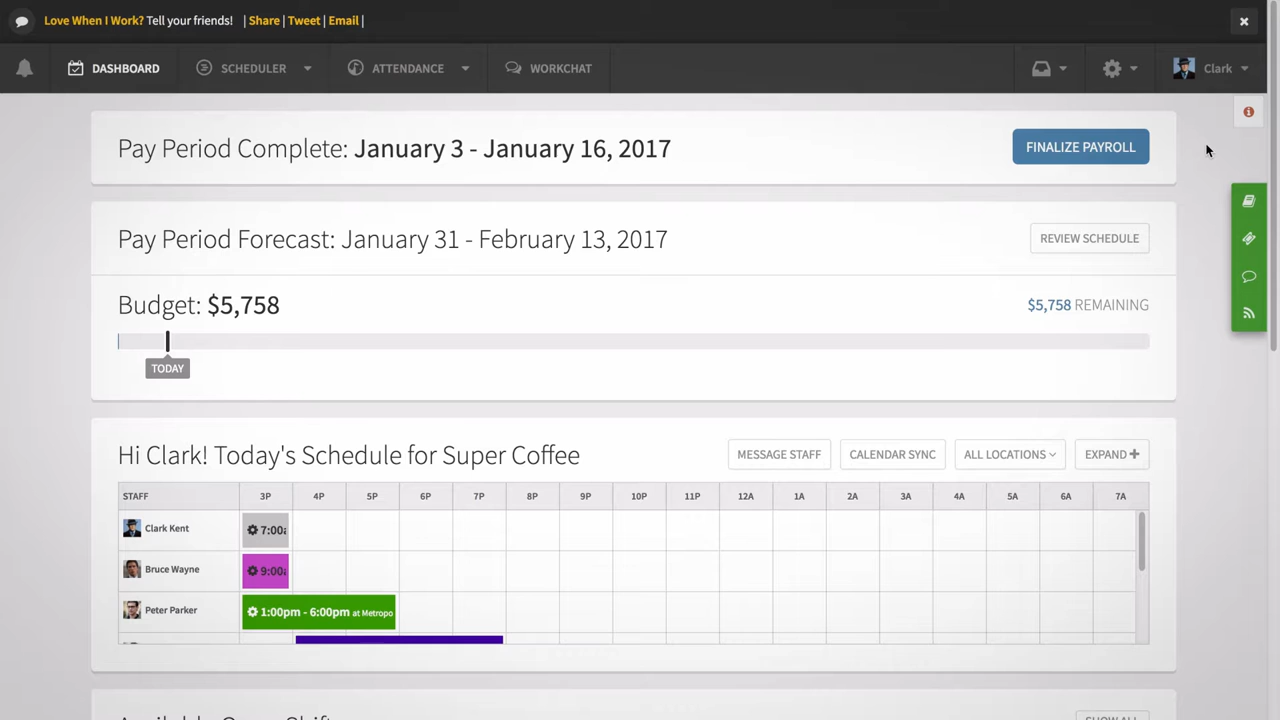 Love When I Work? Tell your friends! | Share | Tweet | Email |
DASHBOARD SCHEDULER ATTENDANCE WORKCHAT Clark
Pay Period Complete: January 3 - January 16, 2017 FINALIZE PAYROLL
Pay Period Forecast: January 31 - February 13, 2017 REVIEW SCHEDULE
Budget: $5,758 $5,758 REMAINING
TODAY
Hi Clark! Today's Schedule for Super Coffee MESSAGE STAFF CALENDAR SYNC ALL LOCATIONS EXPAND
STAFF 3P 4P 5P 6P 7P 8P 9P 10P 11P 12A 1A 2A 3A 4A 5A 6A 7A
Clark Kent 7:00
Bruce Wayne 9:00
Peter Parker 1:00pm - 6:00pm at Metropo